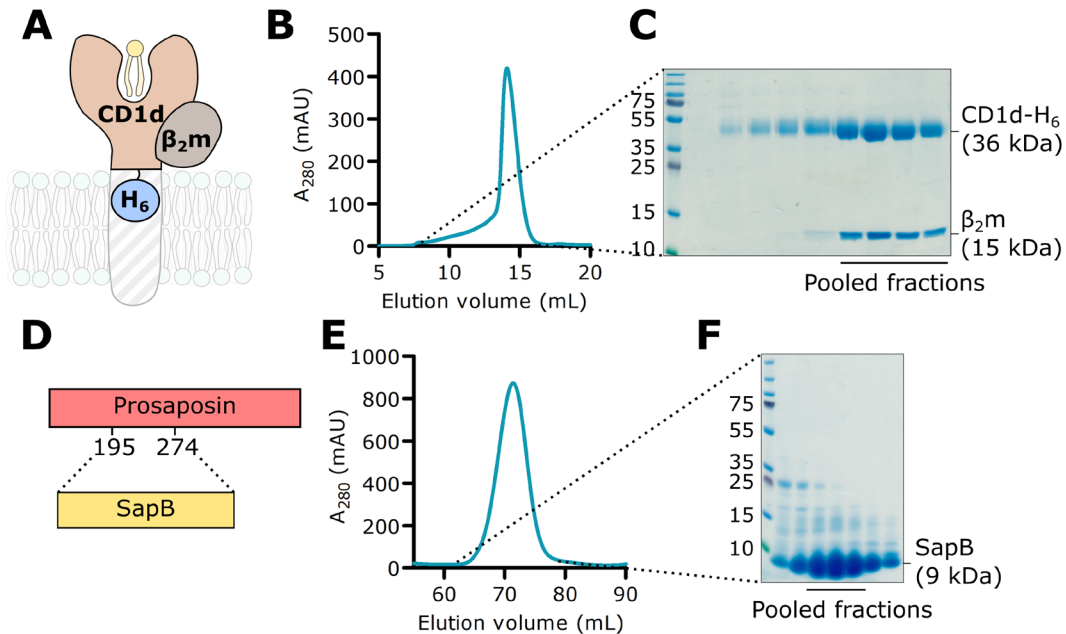 A
CD1d
β2m
H6
B
A280 (mAU)
500
400
300
200
100
0
5
10
15
20
Elution volume (mL)
C
75
55
35
25
15
10
CD1d-H6
(36 kDa)
β2m
(15 kDa)
Pooled fractions
D
Prosaposin
195
274
SapB
E
A280 (mAU)
1000
800
600
400
200
0
60
70
80
90
Elution volume (mL)
F
75
55
35
25
15
10
SapB
(9 kDa)
Pooled fractions